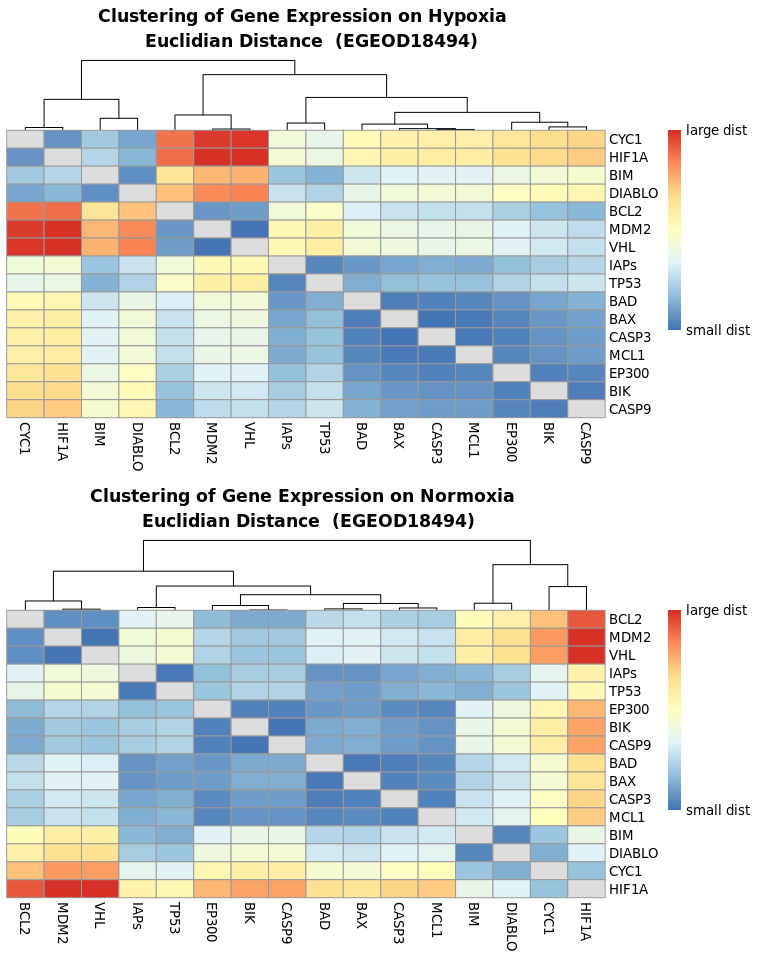 Clustering of Gene Expression on Hypoxia
Euclidian Distance (EGEOD18494)
large dist
small dist
CYC1
HIF1A
BIM
DIABLO
BCL2
MDM2
VHL
IAPs
TP53
BAD
BAX
CASP3
MCL1
EP300
BIK
CASP9
CYC1
HIF1A
BIM
DIABLO
BCL2
MDM2
VHL
IAPs
TP53
BAD
BAX
CASP3
MCL1
EP300
BIK
CASP9
Clustering of Gene Expression on Normoxia
Euclidian Distance (EGEOD18494)
large dist
small dist
BCL2
MDM2
VHL
IAPs
TP53
EP300
BIK
CASP9
BAD
BAX
CASP3
MCL1
BIM
DIABLO
CYC1
HIF1A
BCL2
MDM2
VHL
IAPs
TP53
EP300
BIK
CASP9
BAD
BAX
CASP3
MCL1
BIM
DIABLO
CYC1
HIF1A